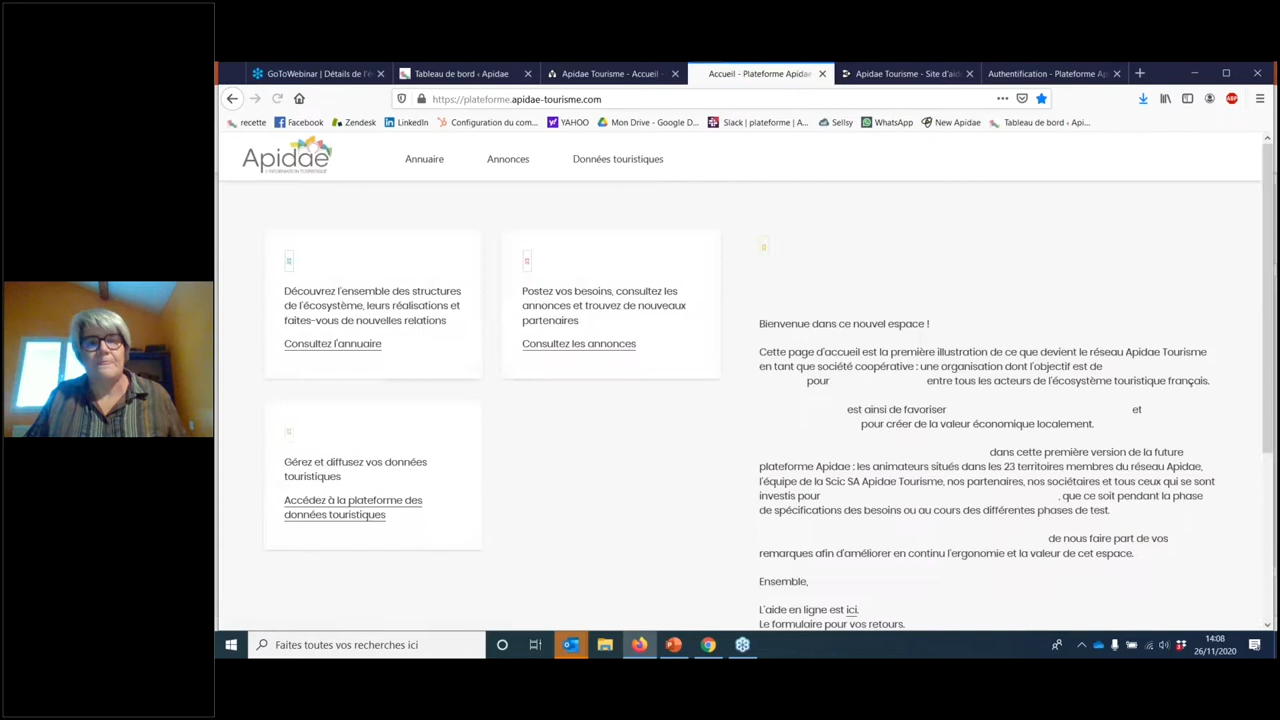 GoToWebinar | Détails de l'é
Tableau de bord ‹ Apidae
Apidae Tourisme - Accueil -
Accueil - Plateforme Apidae
Apidae Tourisme - Site d'aid
Authentification - Plateforme Ap
https://plateforme.apidae-tourisme.com
recette
Facebook
Zendesk
LinkedIn
Configuration du com...
YAHOO
Mon Drive - Google D...
Slack | plateforme | A...
Sellsy
WhatsApp
New Apidae
Tableau de bord ‹ Api...
Apidae
L'INFORMATION TOURISTIQUE
Annuaire
Annonces
Données touristiques
Découvrez l'ensemble des structures
de l'écosystème, leurs réalisations et
faites-vous de nouvelles relations
Consultez l'annuaire
Postez vos besoins, consultez les
annonces et trouvez de nouveaux
partenaires
Consultez les annonces
Gérez et diffusez vos données
touristiques
Accédez à la plateforme des
données touristiques
Bienvenue dans ce nouvel espace !
Cette page d'accueil est la première illustration de ce que devient le réseau Apidae Tourisme
en tant que société coopérative : une organisation dont l'objectif est de
pour entre tous les acteurs de l'écosystème touristique français.
est ainsi de favoriser et
pour créer de la valeur économique localement.
dans cette première version de la future
plateforme Apidae : les animateurs situés dans les 23 territoires membres du réseau Apidae,
l'équipe de la Scic SA Apidae Tourisme, nos partenaires, nos sociétaires et tous ceux qui se sont
investis pour , que ce soit pendant la phase
de spécifications des besoins ou au cours des différentes phases de test.
de nous faire part de vos
remarques afin d'améliorer en continu l'ergonomie et la valeur de cet espace.
Ensemble,
L'aide en ligne est ici.
Le formulaire pour vos retours.
Faites toutes vos recherches ici
14:08
26/11/2020